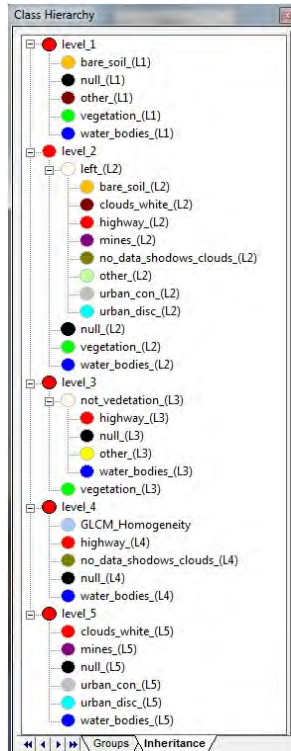 Class Hierarchy
level_1
bare_soil_(L1)
null_(L1)
other_(L1)
vegetation_(L1)
water_bodies_(L1)
level_2
left_(L2)
bare_soil_(L2)
clouds_white_(L2)
highway_(L2)
mines_(L2)
no_data_shodows_clouds_(L2)
other_(L2)
urban_con_(L2)
urban_disc_(L2)
null_(L2)
vegetation_(L2)
water_bodies_(L2)
level_3
not_vedetation_(L3)
highway_(L3)
null_(L3)
other_(L3)
water_bodies_(L3)
vegetation_(L3)
level_4
GLCM_Homogeneity
highway_(L4)
no_data_shodows_clouds_(L4)
null_(L4)
water_bodies_(L4)
level_5
clouds_white_(L5)
mines_(L5)
null_(L5)
urban_con_(L5)
urban_disc_(L5)
water_bodies_(L5)
Groups Inheritance